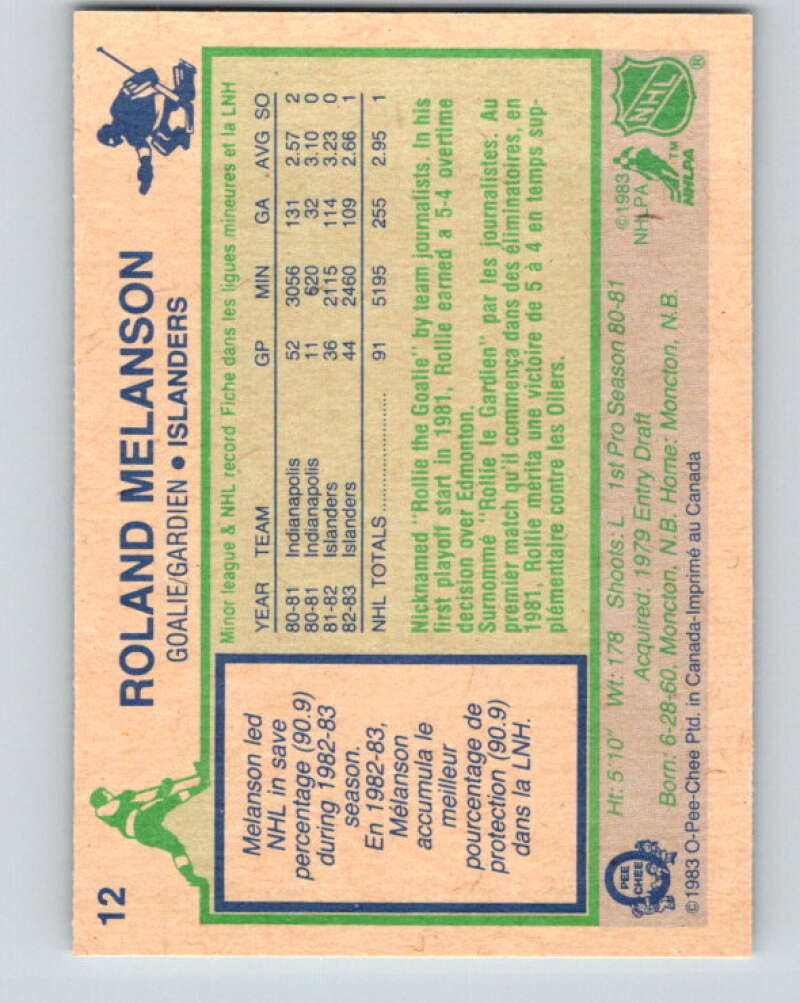 12
ROLAND MELANSON
GOALIE/GARDIEN • ISLANDERS
Melanson led
NHL in save
percentage (90.9)
during 1982-83
season.
En 1982-83,
Mélanson
accumula le
meilleur
pourcentage de
protection (90.9)
dans la LNH.
Minor league & NHL record Fiche dans les ligues mineures et la LNH
YEAR TEAM GP MIN GA AVG SO
80-81 Indianapolis 52 3056 131 2.57 2
80-81 Indianapolis 11 620 32 3.10 0
81-82 Islanders 36 2115 114 3.23 0
82-83 Islanders 44 2460 109 2.66 1
NHL TOTALS 91 5195 255 2.95 1
Nicknamed "Rollie the Goalie" by team journalists. In his
first playoff start in 1981, Rollie earned a 5-4 overtime
decision over Edmonton.
Surnommé "Rollie le Gardien" par les journalistes. Au
premier match qu'il commença dans des éliminatoires, en
1981, Rollie mérita une victoire de 5 à 4 en temps sup-
plémentaire contre les Oilers.
Ht: 5'10" Wt: 178 Shoots: L 1st Pro Season 80-81
Acquired: 1979 Entry Draft
Born: 6-28-60, Moncton, N.B. Home: Moncton, N.B.
©1983 O-Pee-Chee Ptd. in Canada-Imprimé au Canada
O
PEE
CHEE
©1983
NHLPA
NHLPA
TM
NHL
®